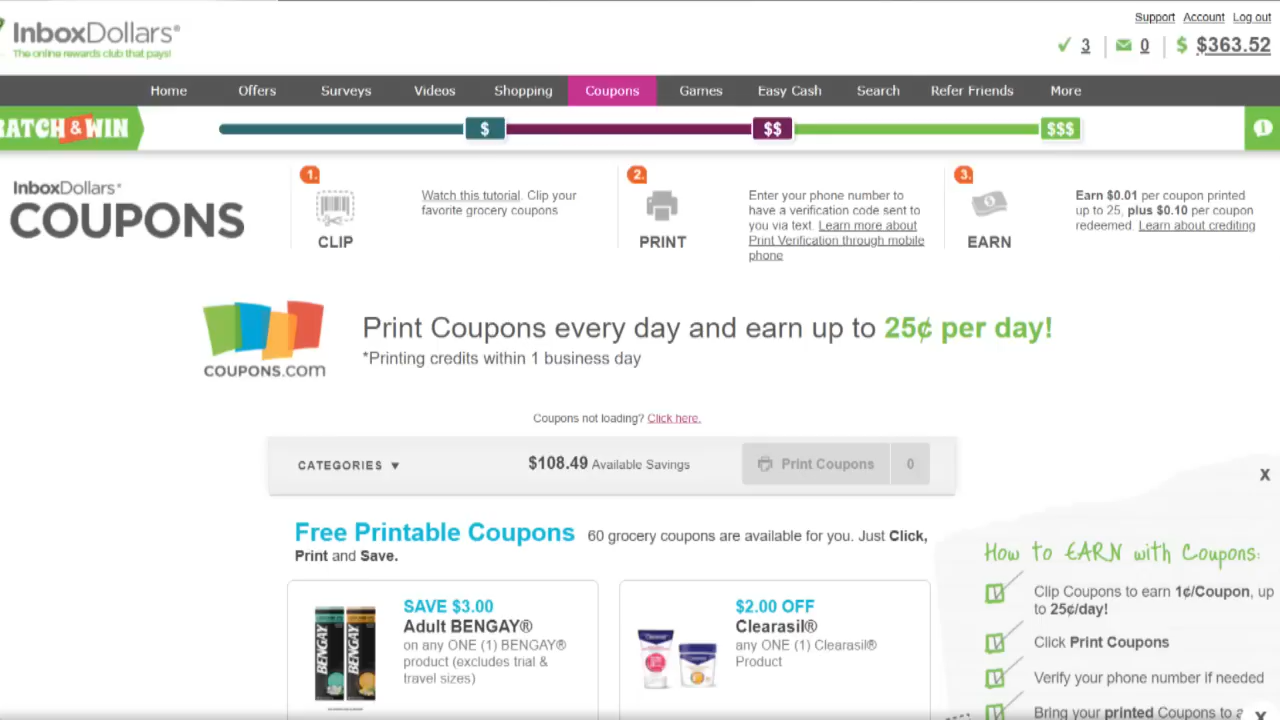 InboxDollars®
The online rewards club that pays!
Support Account Log out
3 0 $ $363.52
Home Offers Surveys Videos Shopping Coupons Games Easy Cash Search Refer Friends More
RATCH & WIN $ $$ $$$
InboxDollars®
COUPONS
1.
Watch this tutorial. Clip your
favorite grocery coupons
CLIP
2.
Enter your phone number to
have a verification code sent to
you via text. Learn more about
Print Verification through mobile
phone
PRINT
3.
Earn $0.01 per coupon printed
up to 25, plus $0.10 per coupon
redeemed. Learn about crediting
EARN
COUPONS.com
Print Coupons every day and earn up to 25¢ per day!
*Printing credits within 1 business day
Coupons not loading? Click here.
CATEGORIES ▼ $108.49 Available Savings Print Coupons 0
Free Printable Coupons 60 grocery coupons are available for you. Just Click,
Print and Save.
BENGAY BENGAY
SAVE $3.00
Adult BENGAY®
on any ONE (1) BENGAY®
product (excludes trial &
travel sizes)
$2.00 OFF
Clearasil®
any ONE (1) Clearasil®
Product
X
How to EARN with Coupons:
Clip Coupons to earn 1¢/Coupon, up
to 25¢/day!
Click Print Coupons
Verify your phone number if needed
Bring your printed Coupons to a
X